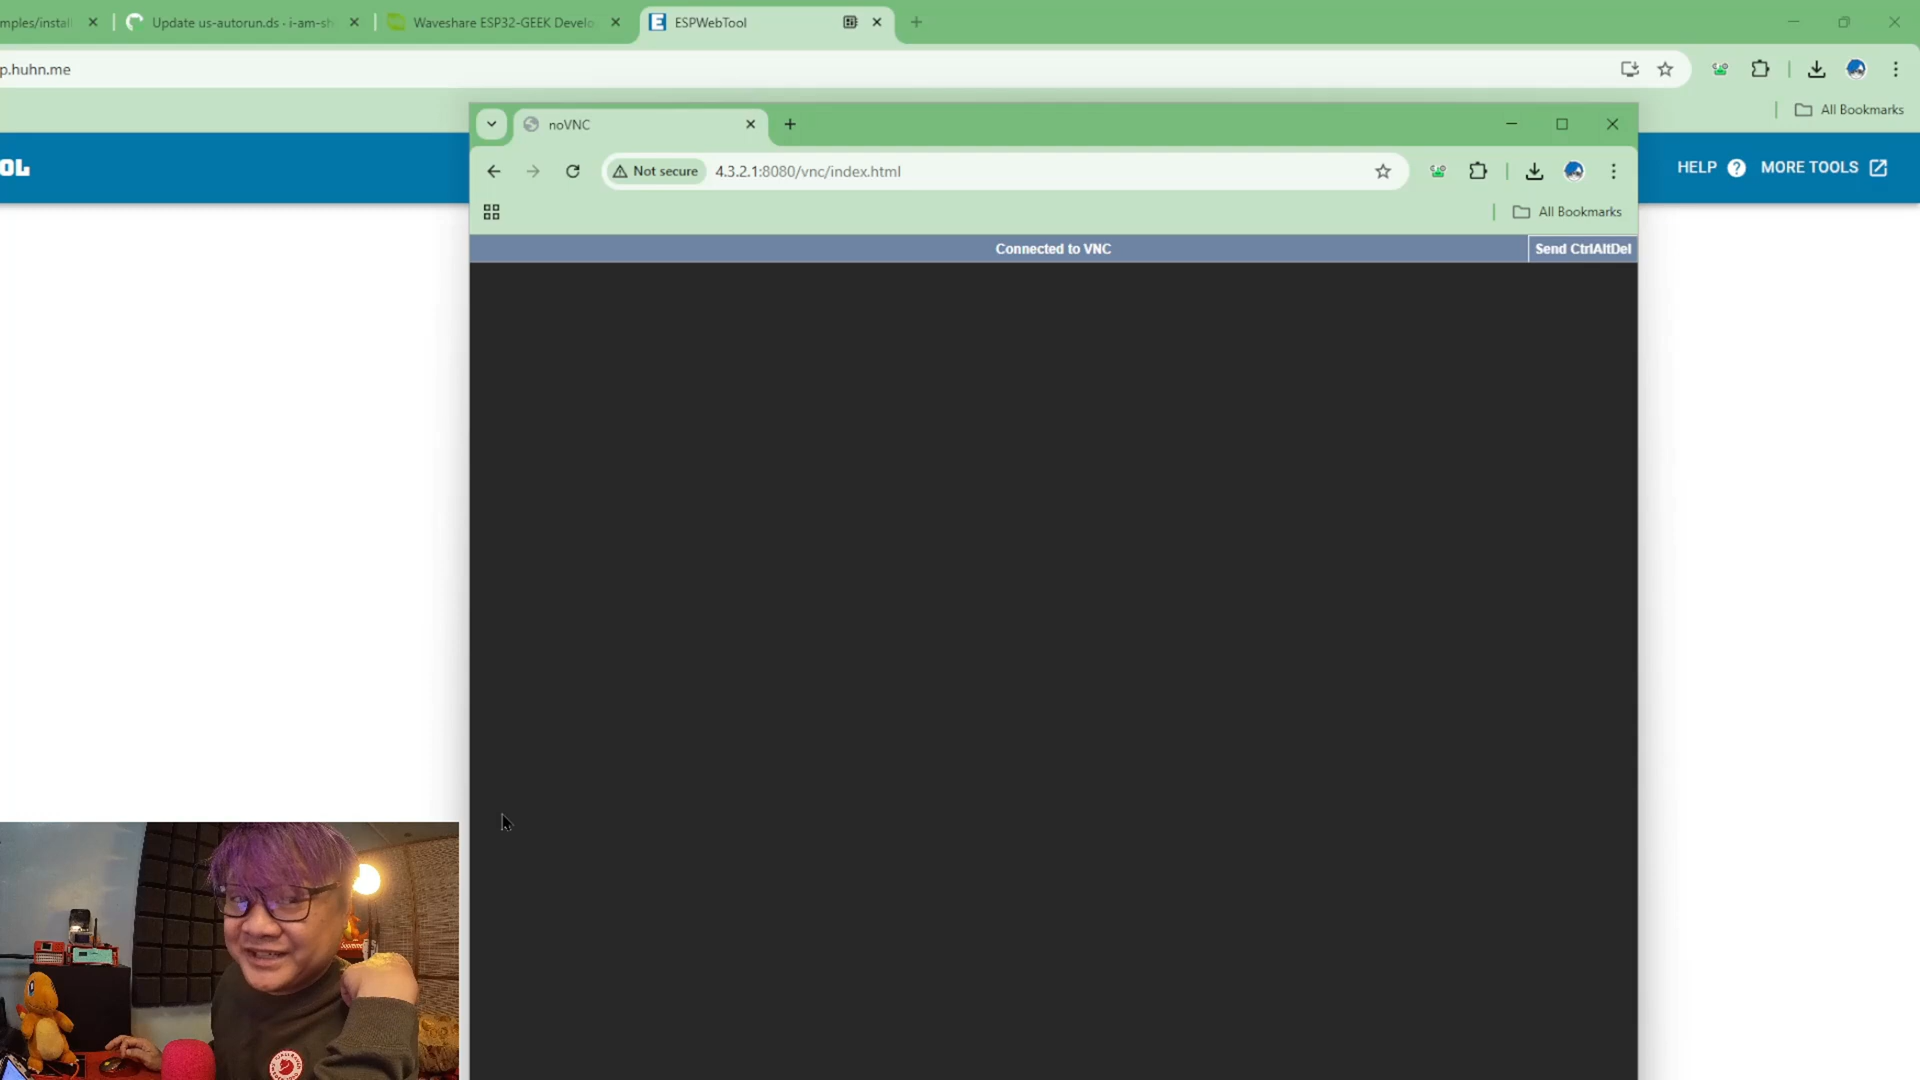 mples/instal
Update us-autorun.ds · i-am-sh
Waveshare ESP32-GEEK Develo
ESPWebTool
p.huhn.me
All Bookmarks
OL
HELP ?
MORE TOOLS
noVNC
Not secure
4.3.2.1:8080/vnc/index.html
All Bookmarks
Connected to VNC
Send CtrlAltDel
Supreme